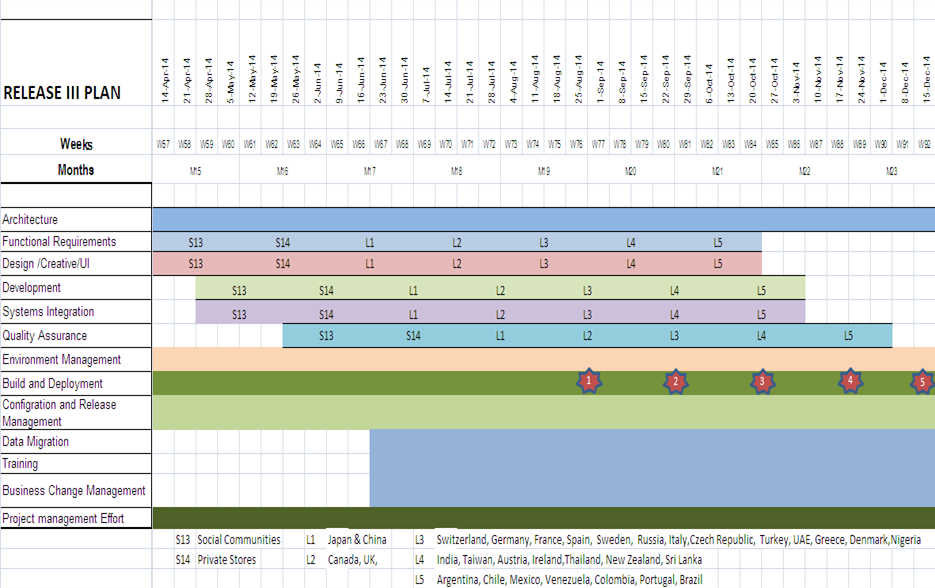 RELEASE III PLAN
14-Apr-14 21-Apr-14 28-Apr-14 5-May-14 12-May-14 19-May-14 26-May-14 2-Jun-14 9-Jun-14 16-Jun-14 23-Jun-14 30-Jun-14 7-Jul-14 14-Jul-14 21-Jul-14 28-Jul-14 4-Aug-14 11-Aug-14 18-Aug-14 25-Aug-14 1-Sep-14 8-Sep-14 15-Sep-14 22-Sep-14 29-Sep-14 6-Oct-14 13-Oct-14 20-Oct-14 27-Oct-14 3-Nov-14 10-Nov-14 17-Nov-14 24-Nov-14 1-Dec-14 8-Dec-14 15-Dec-14
Weeks W57 W58 W59 W60 W61 W62 W63 W64 W65 W66 W67 W68 W69 W70 W71 W72 W73 W74 W75 W76 W77 W78 W79 W80 W81 W82 W83 W84 W85 W86 W87 W88 W89 W90 W91 W92
Months M15 M16 M17 M18 M19 M20 M21 M22 M23
Architecture
Functional Requirements S13 S14 L1 L2 L3 L4 L5
Design /Creative/UI S13 S14 L1 L2 L3 L4 L5
Development S13 S14 L1 L2 L3 L4 L5
Systems Integration S13 S14 L1 L2 L3 L4 L5
Quality Assurance S13 S14 L1 L2 L3 L4 L5
Environment Management
Build and Deployment 1 2 3 4 5
Configration and Release
Management
Data Migration
Training
Business Change Management
Project management Effort
S13 Social Communities L1 Japan & China L3 Switzerland, Germany, France, Spain, Sweden, Russia, Italy,Czech Republic, Turkey, UAE, Greece, Denmark,Nigeria
S14 Private Stores L2 Canada, UK, L4 India, Taiwan, Austria, Ireland,Thailand, New Zealand, Sri Lanka
L5 Argentina, Chile, Mexico, Venezuela, Colombia, Portugal, Brazil